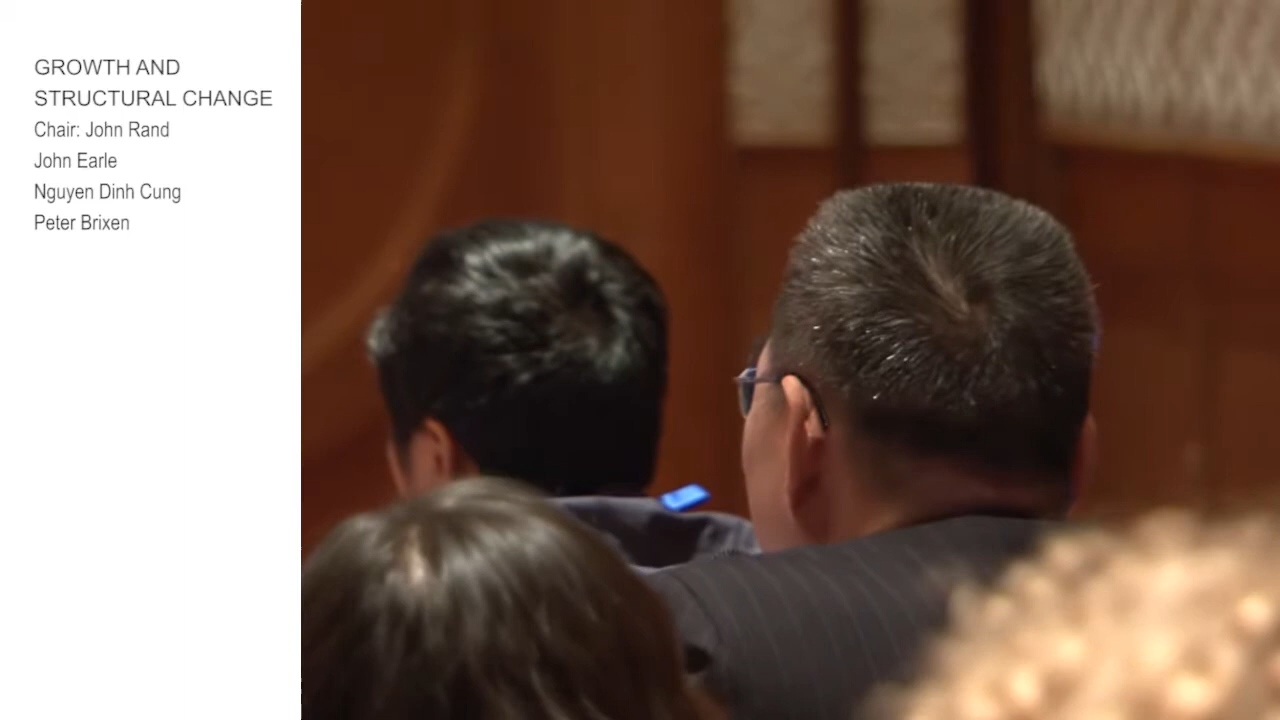 GROWTH AND
STRUCTURAL CHANGE
Chair: John Rand
John Earle
Nguyen Dinh Cung
Peter Brixen